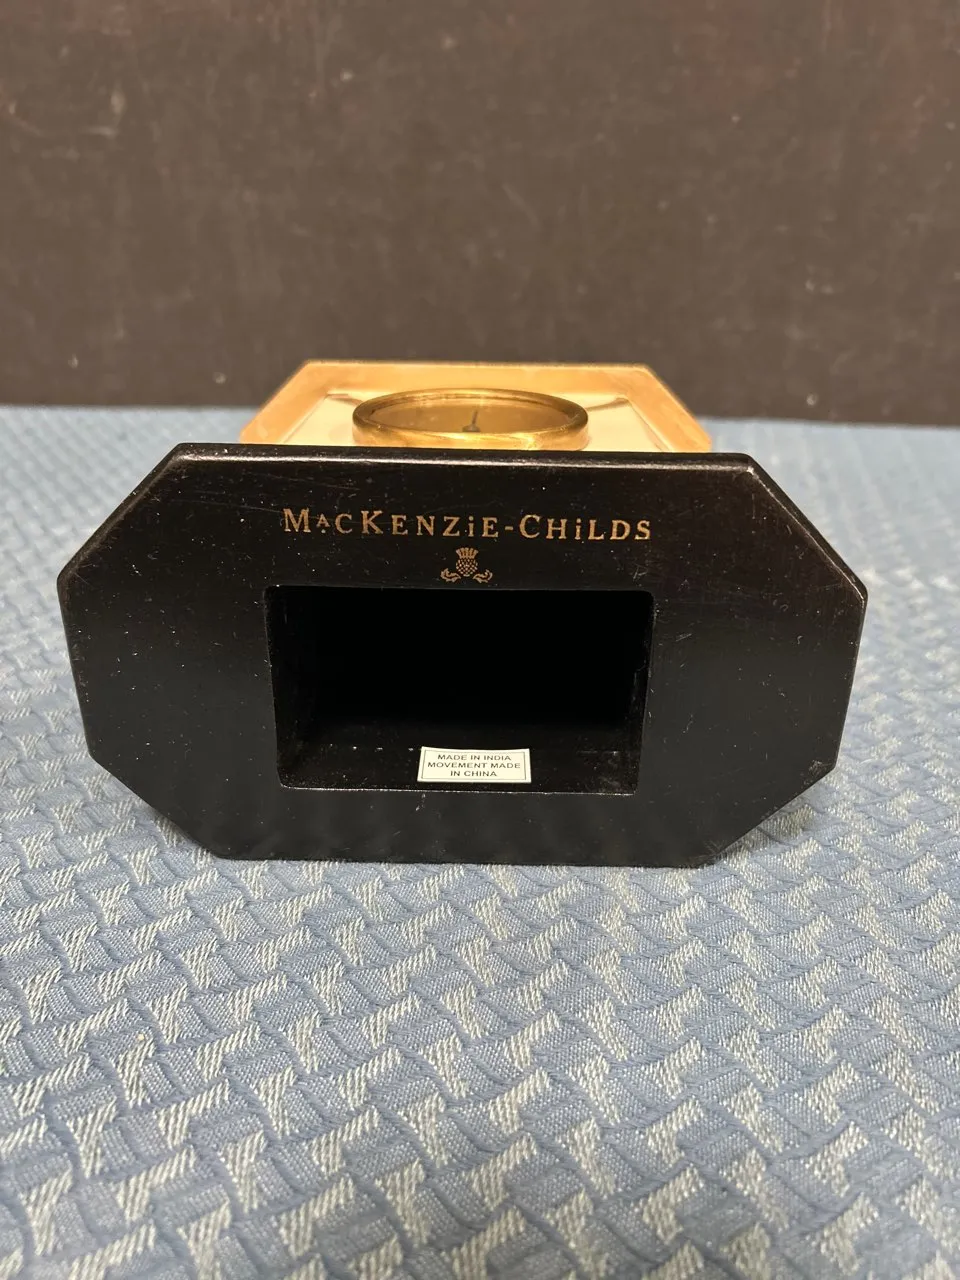 MacKENZiE-CHiLDS
MADE IN INDIA
MOVEMENT MADE
IN CHINA